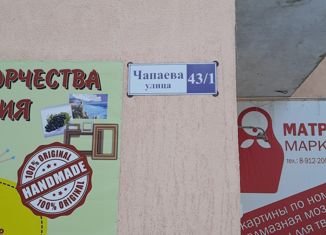 ОРЧЕСТВА
ИЯ
100% ORIGINAL
HANDMADE
100% ORIGINAL
Чапаева
улица
43/1
МАТР
МАРК
тел.: 8-912-20
картины по ном
алмазная моз